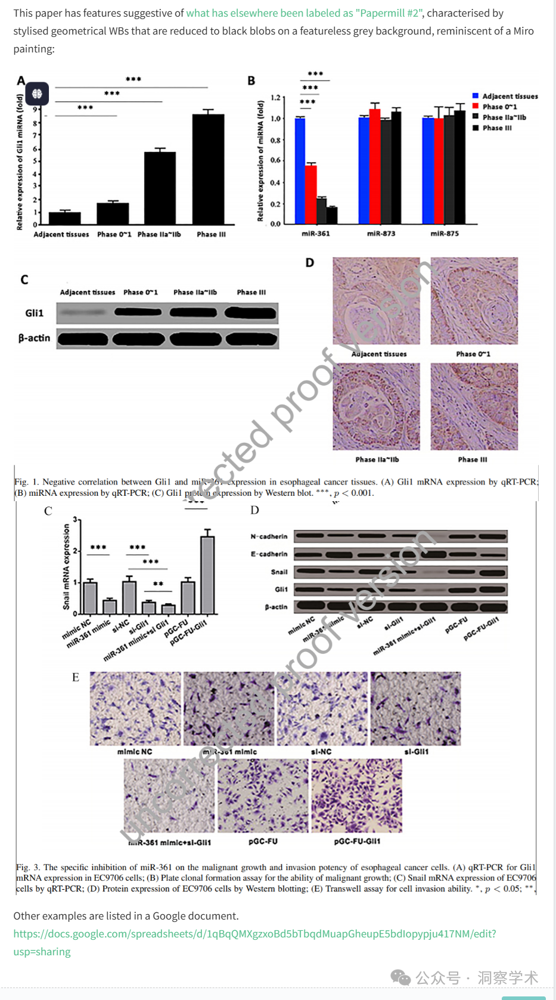 This paper has features suggestive of what has elsewhere been labeled as "Papermill #2", characterised by
stylised geometrical WBs that are reduced to black blobs on a featureless grey background, reminiscent of a Miro
painting:
A
***
***
***
Relative expression of Gli1 miRNA (fold)
9
8
7
6
5
4
3
2
1
0
Adjacent tissues Phase 0~1 Phase IIa~IIb Phase III
B
***
***
***
Relative expression of miRNA (fold)
1.2
1.0
0.8
0.6
0.4
0.2
0.0
miR-361 miR-873 miR-875
Adjacent tissues
Phase 0~1
Phase IIa~IIb
Phase III
C
Adjacent tissues Phase 0~1 Phase IIa~IIb Phase III
Gli1
β-actin
D
Adjacent tissues Phase 0~1
Phase IIa~IIb Phase III
Fig. 1. Negative correlation between Gli1 and miR-361 expression in esophageal cancer tissues. (A) Gli1 mRNA expression by qRT-PCR;
(B) miRNA expression by qRT-PCR; (C) Gli1 protein expression by Western blot. ***, p < 0.001.
C
Snail mRNA expression
3
2
1
0
***
***
***
***
**
mimic NC
miR-361 mimic
si-NC
si-Gli1
miR-361 mimic+si Gli1
pGC-FU
pGC-FU-Gli1
D
N-cadherin
E-cadherin
Snail
Gli1
β-actin
mimic NC
miR-361 mimic
si-NC
si-Gli1
miR-361 mimic+si-Gli1
pGC-FU
pGC-FU-Gli1
E
mimic NC miR-361 mimic si-NC si-Gli1
miR-361 mimic+si-Gli1 pGC-FU pGC-FU-Gli1
uncorrected proof version
Fig. 3. The specific inhibition of miR-361 on the malignant growth and invasion potency of esophageal cancer cells. (A) qRT-PCR for Gli1
mRNA expression in EC9706 cells; (B) Plate clonal formation assay for the ability of malignant growth; (C) Snail mRNA expression of EC9706
cells by qRT-PCR; (D) Protein expression of EC9706 cells by Western blotting; (E) Transwell assay for cell invasion ability. *, p < 0.05; **,
Other examples are listed in a Google document.
https://docs.google.com/spreadsheets/d/1qBqQMXgzxoBd5bTbqdMuapGheupE5bdIopypju417NM/edit?
usp=sharing
公众号 · 洞察学术